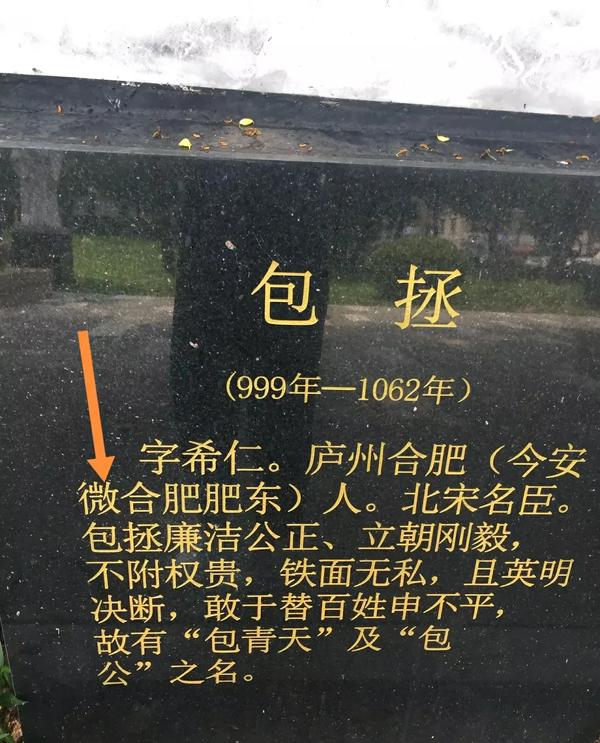 包 拯
(999年—1062年)
字希仁。庐州合肥(今安
微合肥肥东)人。北宋名臣。
包拯廉洁公正、立朝刚毅,
不附权贵,铁面无私,且英明
决断,敢于替百姓申不平,
故有“包青天”及“包
公”之名。